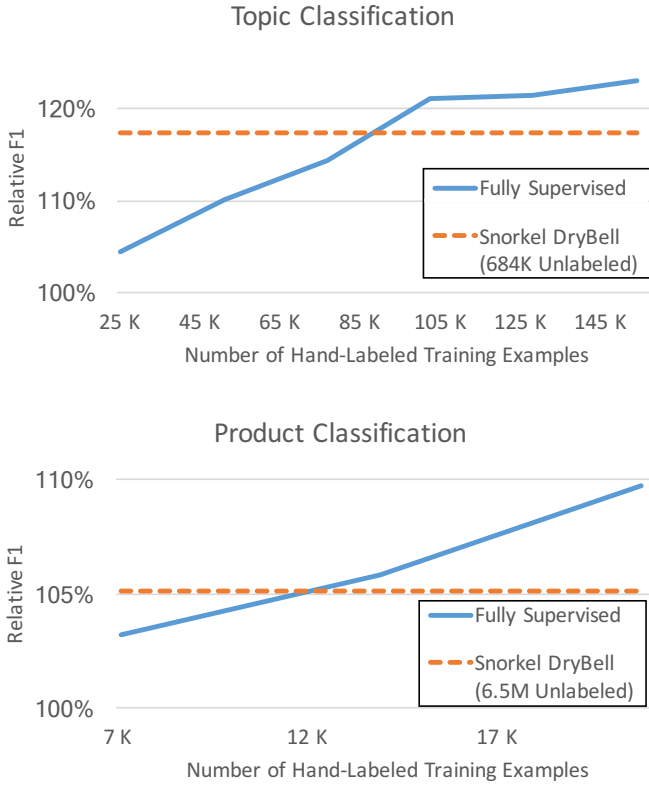 Topic Classification
120%
110%
100%
Relative F1
Fully Supervised
Snorkel DryBell
(684K Unlabeled)
25 K 45 K 65 K 85 K 105 K 125 K 145 K
Number of Hand-Labeled Training Examples
Product Classification
110%
105%
100%
Relative F1
Fully Supervised
Snorkel DryBell
(6.5M Unlabeled)
7 K 12 K 17 K
Number of Hand-Labeled Training Examples